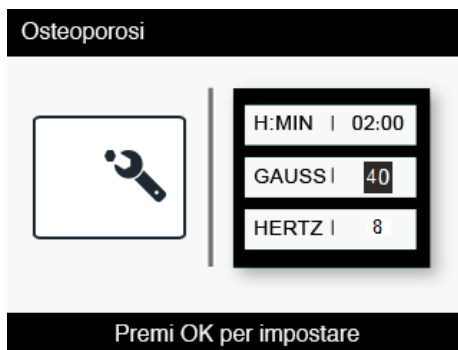 Osteoporosi
H:MIN | 02:00
GAUSS | 40
HERTZ | 8
Premi OK per impostare